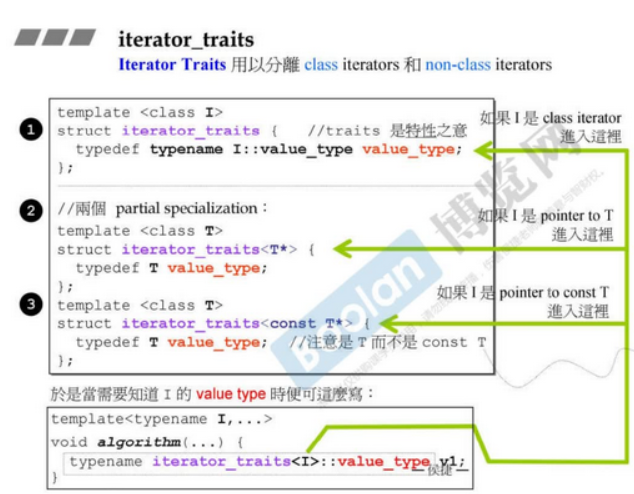 iterator_traits
Iterator Traits 用以分離 class iterators 和 non-class iterators
1
template <class I>
struct iterator_traits { //traits 是特性之意
typedef typename I::value_type value_type;
};
如果 I 是 class iterator
進入這裡
2
//兩個 partial specialization：
template <class T>
struct iterator_traits<T*> {
typedef T value_type;
};
如果 I 是 pointer to T
進入這裡
3
template <class T>
struct iterator_traits<const T*> {
typedef T value_type; //注意是 T 而不是 const T
};
如果 I 是 pointer to const T
進入這裡
於是當需要知道 I 的 value type 時便可這麼寫：
template<typename I,...>
void algorithm(...) {
typename iterator_traits<I>::value_type v1;
}
侯捷
Boolan
博览网